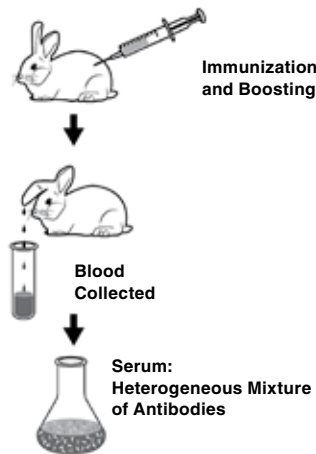 Immunization
and Boosting
Blood
Collected
Serum:
Heterogeneous Mixture
of Antibodies